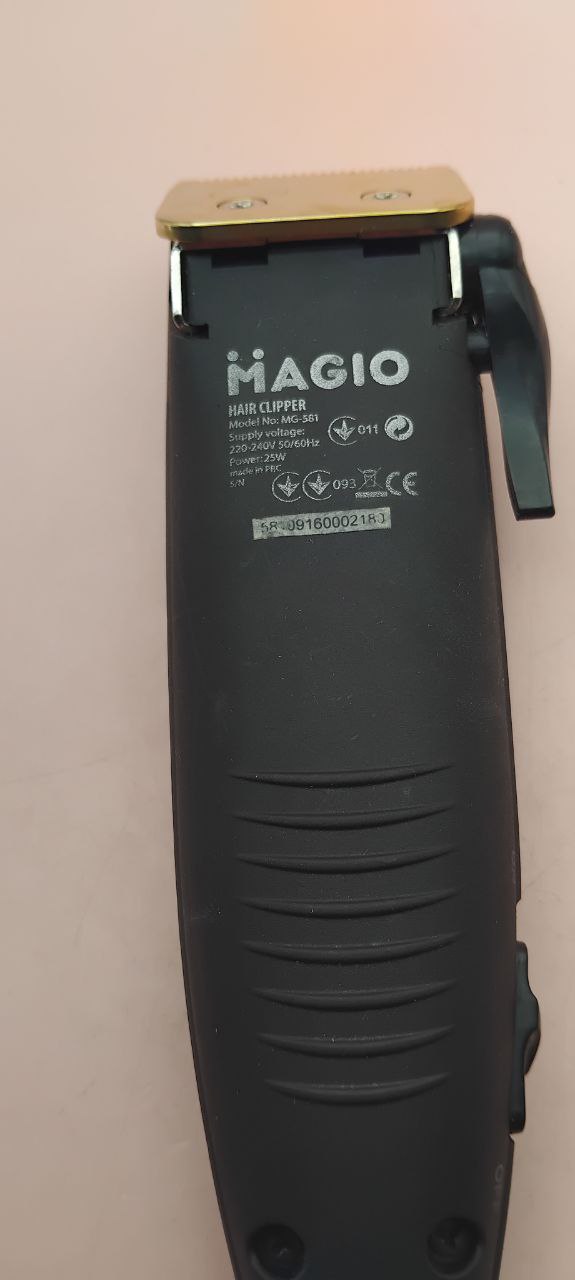 MAGIO
HAIR CLIPPER
Model No: MG-581
Supply voltage:
220-240V 50/60Hz
Power: 25W
made in PRC
S/N
011
093 CE